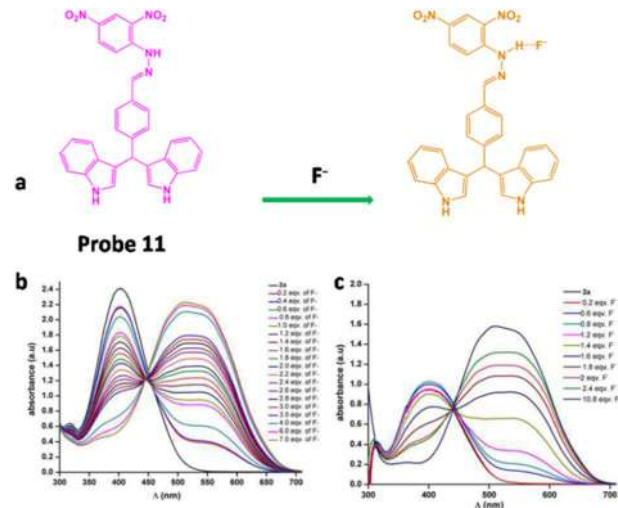 O₂N NO₂
NH
N
N
H
N
H
a
Probe 11
F⁻
O₂N NO₂
N H--F⁻
N
N
H
N
H
b
absorbance (a.u)
2.4
2.2
2.0
1.8
1.6
1.4
1.2
1.0
0.8
0.6
0.4
0.2
0.0
300 350 400 450 500 550 600 650 700
Λ (nm)
0.2 eqv. of F-
0.4 eqv. of F-
0.6 eqv. of F-
0.8 eqv. of F-
1.0 eqv. of F-
1.2 eqv. of F-
1.4 eqv. of F-
1.6 eqv. of F-
1.8 eqv. of F-
2.0 eqv. of F-
2.2 eqv. of F-
2.4 eqv. of F-
2.6 eqv. of F-
2.8 eqv. of F-
3.0 eqv. of F-
4.0 eqv. of F-
6.0 eqv. of F-
7.0 eqv. of F-
c
absorbance (a.u)
2.0
1.8
1.6
1.4
1.2
1.0
0.8
0.6
0.4
0.2
0.0
300 400 500 600 700
Λ (nm)
0.2 eqv. F⁻
0.6 eqv. F⁻
0.8 eqv. F⁻
1.2 eqv. F⁻
1.4 eqv. F⁻
1.6 eqv. F⁻
1.8 eqv. F⁻
2 eqv. F⁻
2.4 eqv. F⁻
10.8 eqv. F⁻